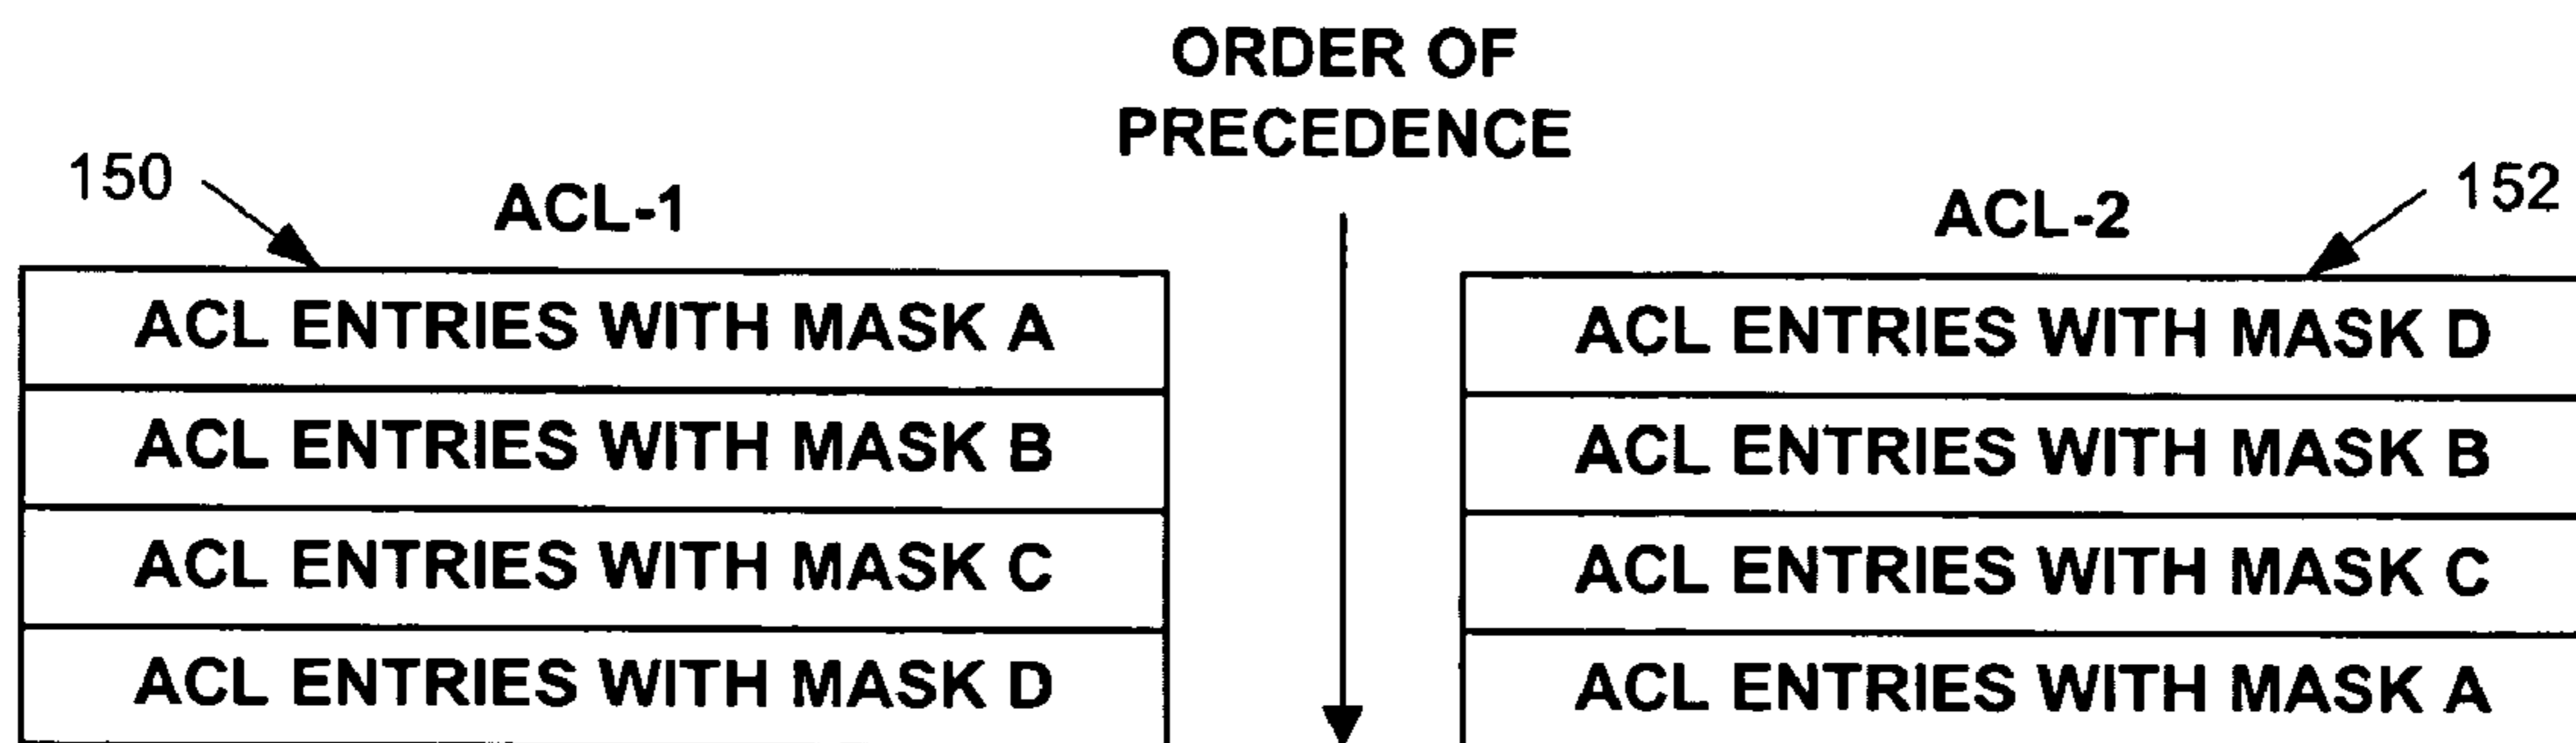 ORDER OF
PRECEDENCE
150
ACL-1
ACL-2
152
ACL ENTRIES WITH MASK A
ACL ENTRIES WITH MASK B
ACL ENTRIES WITH MASK C
ACL ENTRIES WITH MASK D
ACL ENTRIES WITH MASK D
ACL ENTRIES WITH MASK B
ACL ENTRIES WITH MASK C
ACL ENTRIES WITH MASK A